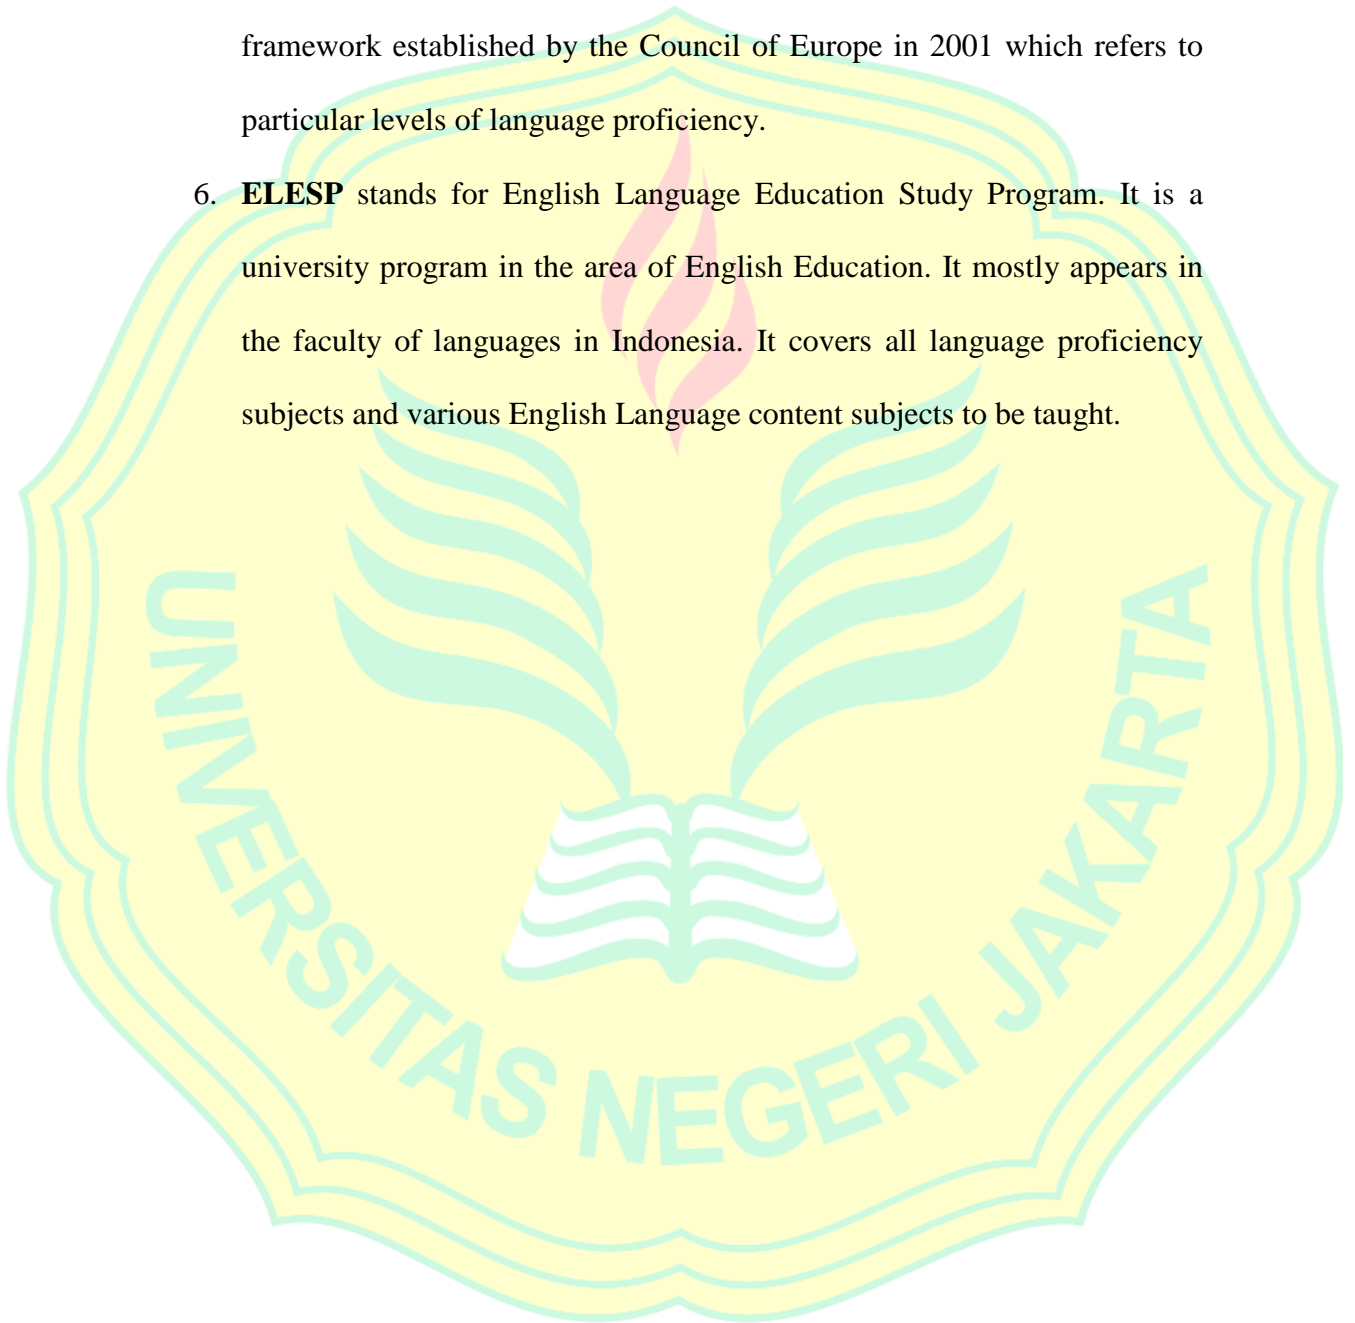 framework established by the Council of Europe in 2001 which refers to
particular levels of language proficiency.
6. ELESP stands for English Language Education Study Program. It is a
university program in the area of English Education. It mostly appears in
the faculty of languages in Indonesia. It covers all language proficiency
subjects and various English Language content subjects to be taught.
UNIVERSITAS NEGERI JAKARTA